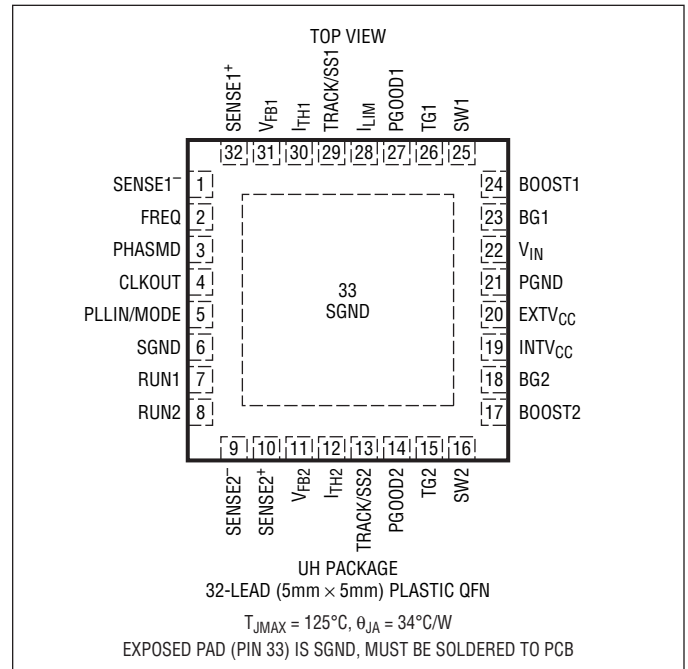 TOP VIEW
SENSE1+
VFB1
ITH1
TRACK/SS1
ILIM
PGOOD1
TG1
SW1
32 31 30 29 28 27 26 25
SENSE1– 1
FREQ 2
PHASMD 3
CLKOUT 4
PLLIN/MODE 5
SGND 6
RUN1 7
RUN2 8
33
SGND
24 BOOST1
23 BG1
22 VIN
21 PGND
20 EXTVCC
19 INTVCC
18 BG2
17 BOOST2
9 10 11 12 13 14 15 16
SENSE2–
SENSE2+
VFB2
ITH2
TRACK/SS2
PGOOD2
TG2
SW2
UH PACKAGE
32-LEAD (5mm × 5mm) PLASTIC QFN
TJMAX = 125°C, θJA = 34°C/W
EXPOSED PAD (PIN 33) IS SGND, MUST BE SOLDERED TO PCB